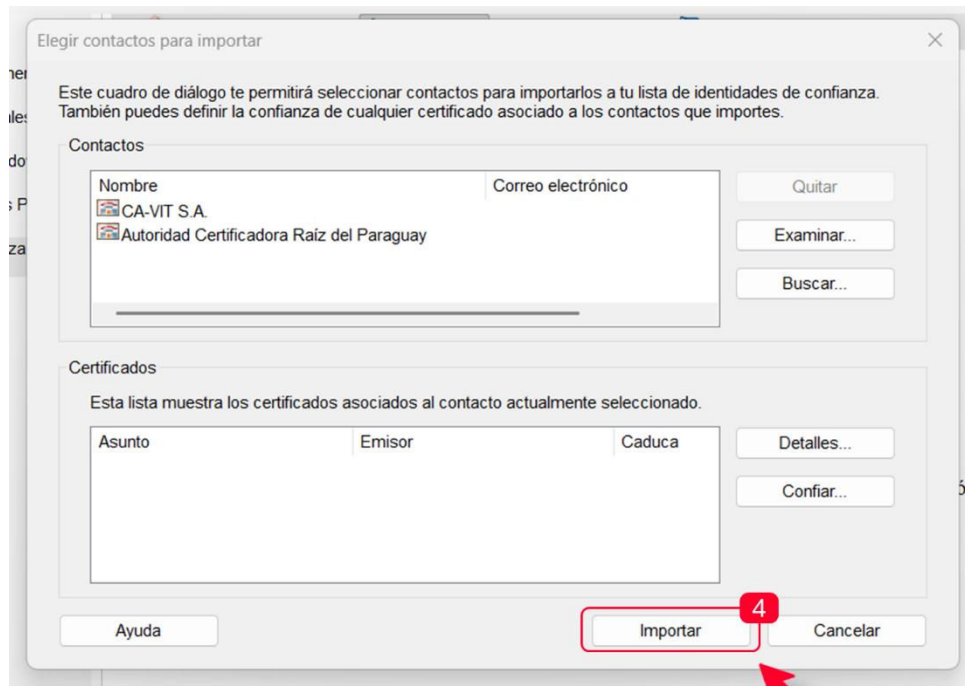 Elegir contactos para importar
Este cuadro de diálogo te permitirá seleccionar contactos para importarlos a tu lista de identidades de confianza.
También puedes definir la confianza de cualquier certificado asociado a los contactos que importes.
Contactos
Nombre Correo electrónico
CA-VIT S.A.
Autoridad Certificadora Raíz del Paraguay
Quitar
Examinar...
Buscar...
Certificados
Esta lista muestra los certificados asociados al contacto actualmente seleccionado.
Asunto Emisor Caduca
Detalles...
Confiar...
4
Ayuda Importar Cancelar